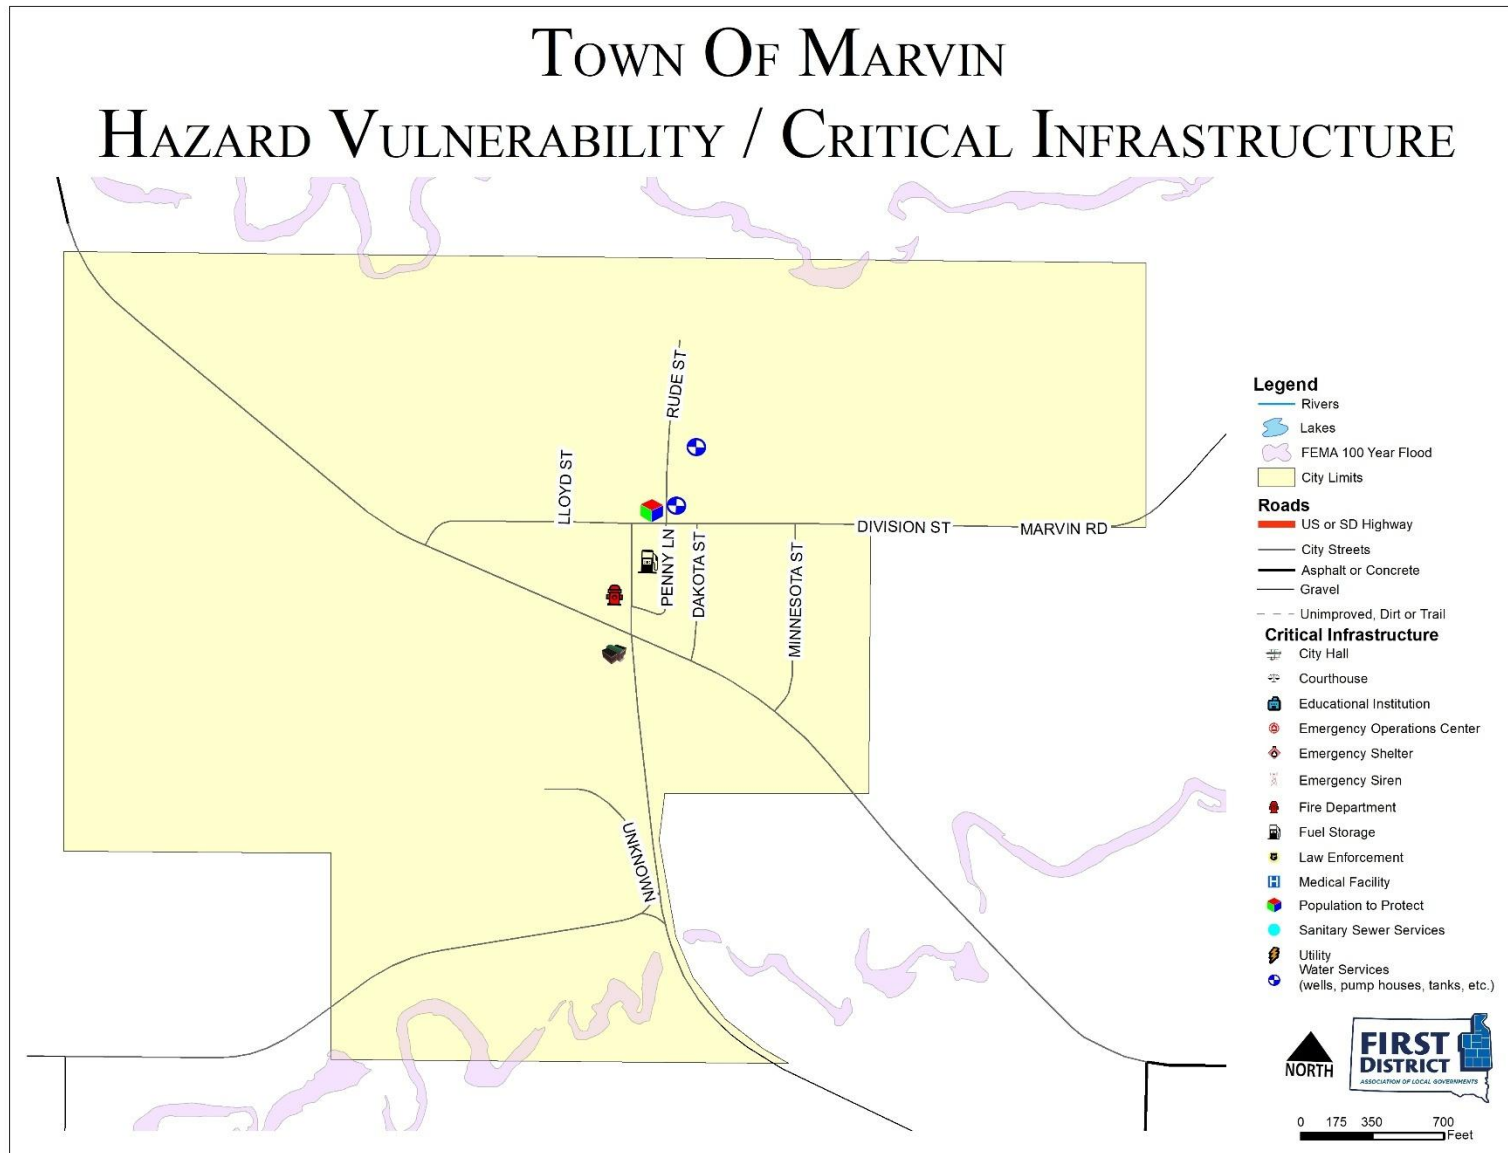 TOWN OF MARVIN
HAZARD VULNERABILITY / CRITICAL INFRASTRUCTURE
RUDE ST
LLOYD ST
DIVISION ST
MARVIN RD
PENNY LN
DAKOTA ST
MINNESOTA ST
UNKNOWN
Legend
Rivers
Lakes
FEMA 100 Year Flood
City Limits
Roads
US or SD Highway
City Streets
Asphalt or Concrete
Gravel
Unimproved, Dirt or Trail
Critical Infrastructure
City Hall
Courthouse
Educational Institution
Emergency Operations Center
Emergency Shelter
Emergency Siren
Fire Department
Fuel Storage
Law Enforcement
Medical Facility
Population to Protect
Sanitary Sewer Services
Utility
Water Services
(wells, pump houses, tanks, etc.)
NORTH
FIRST
DISTRICT
ASSOCIATION OF LOCAL GOVERNMENTS
0 175 350 700
Feet